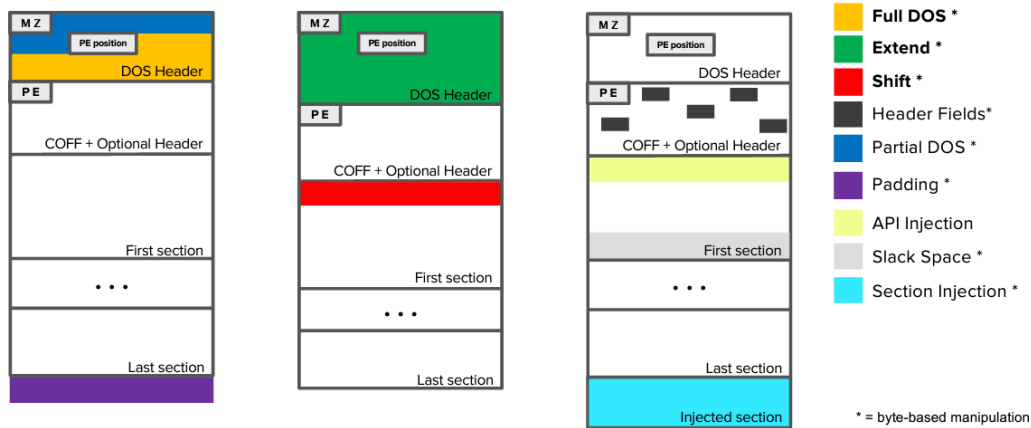 M Z
PE position
DOS Header
P E
COFF + Optional Header
First section
• • •
Last section
M Z
PE position
DOS Header
P E
COFF + Optional Header
First section
• • •
Last section
M Z
PE position
DOS Header
P E
COFF + Optional Header
First section
• • •
Last section
Injected section
Full DOS *
Extend *
Shift *
Header Fields*
Partial DOS *
Padding *
API Injection
Slack Space *
Section Injection *
* = byte-based manipulation